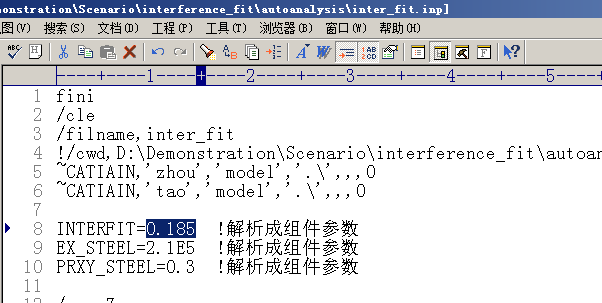 monstration\Scenario\interference_fit\autoanalysis\inter_fit.inp]
图(V) 搜索(S) 文档(D) 工程(P) 工具(T) 浏览器(B) 窗口(W) 帮助(H)
1 2 3 4 5
1 fini
2 /cle
3 /filname,inter_fit
4 !/cwd,D:\Demonstration\Scenario\interference_fit\autoan
5 ~CATIAIN,'zhou','model','.\',,,0
6 ~CATIAIN,'tao','model','.\',,,0
7
8 INTERFIT=0.185 !解析成组件参数
9 EX_STEEL=2.1E5 !解析成组件参数
10 PRXY_STEEL=0.3 !解析成组件参数